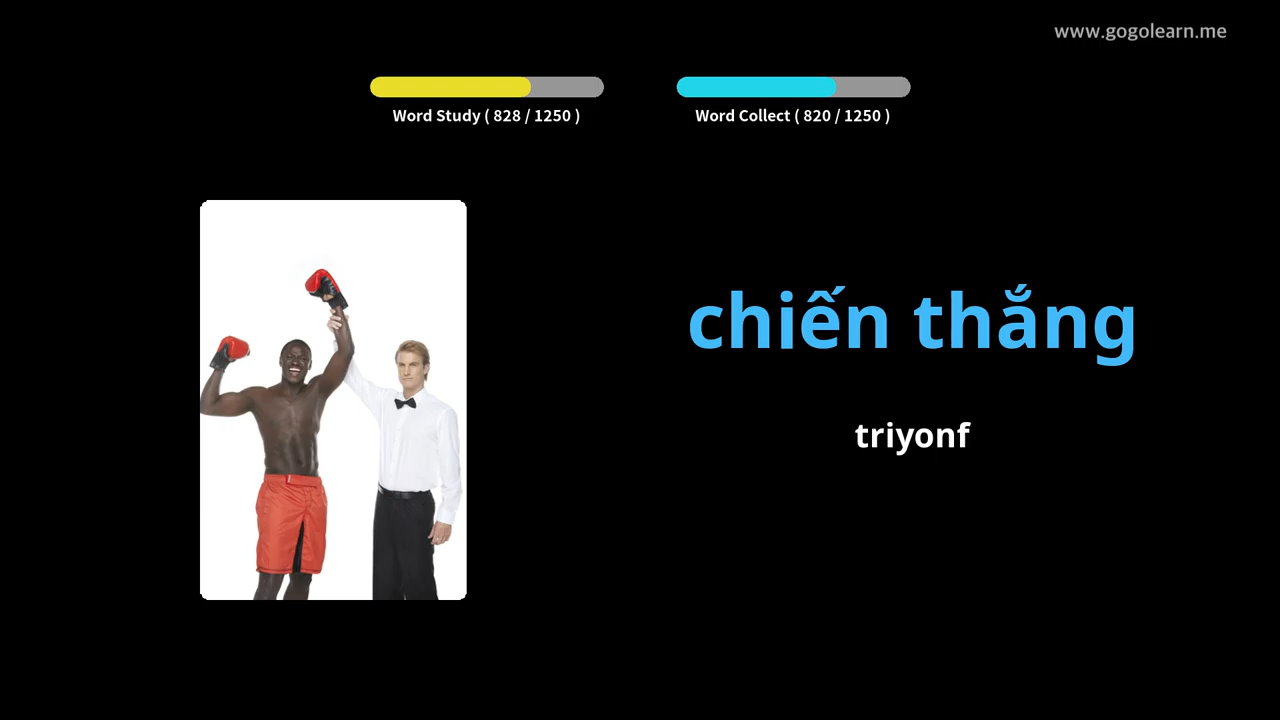 www.gogolearn.me
Word Study ( 828 / 1250 )
Word Collect ( 820 / 1250 )
chiến thắng
triyonf